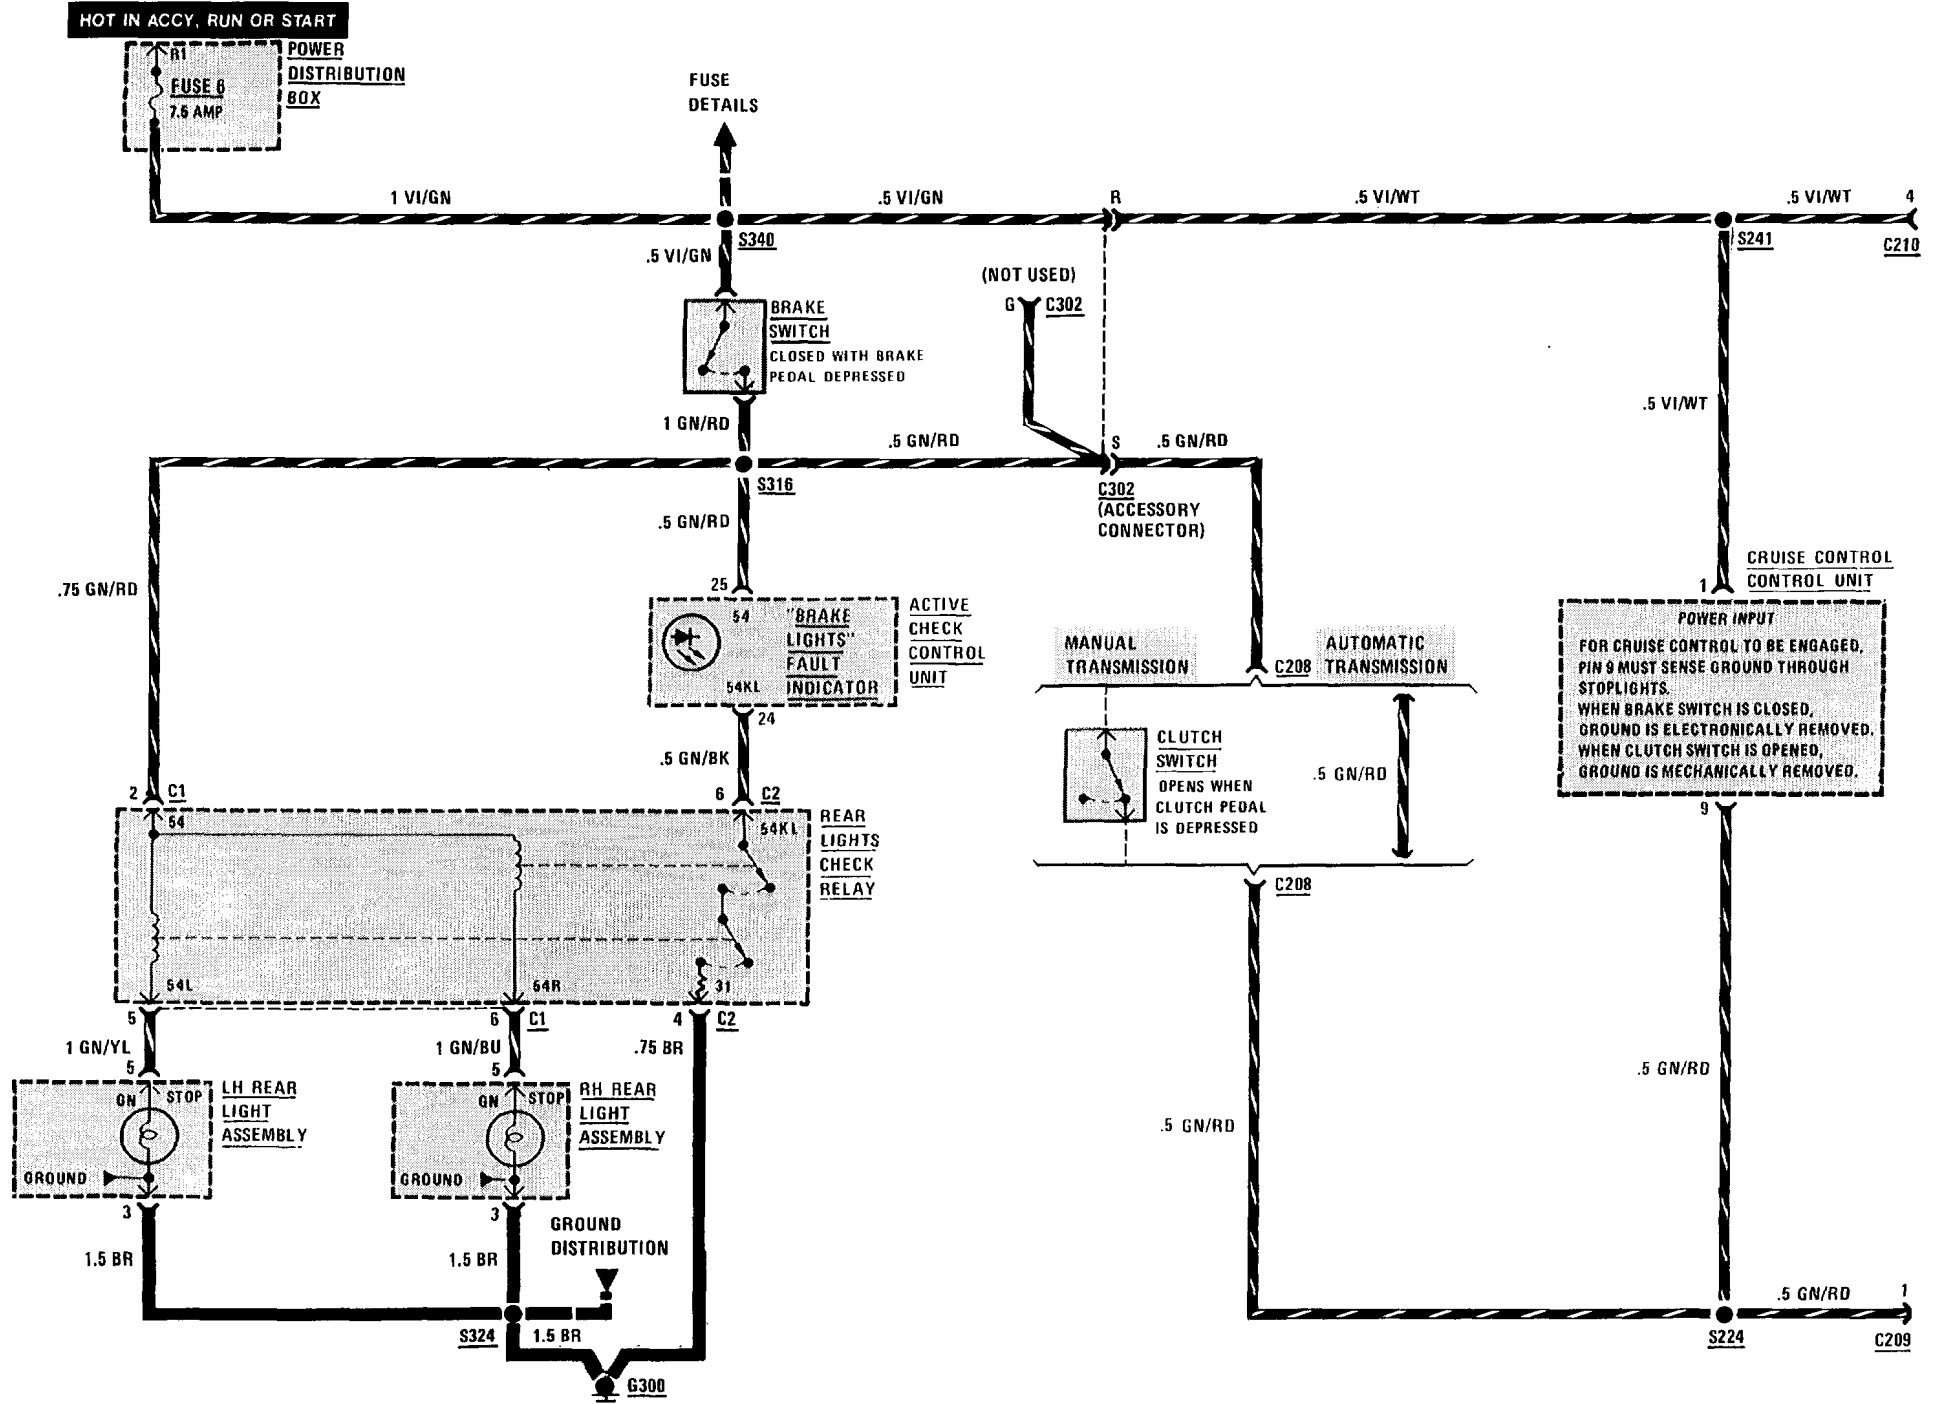 HOT IN ACCY, RUN OR START
R1
FUSE 6
7.5 AMP
POWER
DISTRIBUTION
BOX
FUSE
DETAILS
1 VI/GN
.5 VI/GN
R
.5 VI/WT
.5 VI/WT
4
S340
S241
C210
.5 VI/GN
(NOT USED)
G
C302
BRAKE
SWITCH
CLOSED WITH BRAKE
PEDAL DEPRESSED
.5 VI/WT
1 GN/RD
.5 GN/RD
S
.5 GN/RD
S316
C302
(ACCESSORY
CONNECTOR)
.5 GN/RD
.75 GN/RD
25
54
"BRAKE
LIGHTS"
FAULT
INDICATOR
54KL
ACTIVE
CHECK
CONTROL
UNIT
24
.5 GN/BK
CRUISE CONTROL
CONTROL UNIT
1
POWER INPUT
FOR CRUISE CONTROL TO BE ENGAGED,
PIN 9 MUST SENSE GROUND THROUGH
STOPLIGHTS.
WHEN BRAKE SWITCH IS CLOSED,
GROUND IS ELECTRONICALLY REMOVED.
WHEN CLUTCH SWITCH IS OPENED,
GROUND IS MECHANICALLY REMOVED.
9
MANUAL
TRANSMISSION
C208
AUTOMATIC
TRANSMISSION
CLUTCH
SWITCH
OPENS WHEN
CLUTCH PEDAL
IS DEPRESSED
.5 GN/RD
C208
2
C1
6
C2
54
54KL
REAR
LIGHTS
CHECK
RELAY
54L
54R
31
5
6
C1
4
C2
1 GN/YL
1 GN/BU
.75 BR
5
5
GN
STOP
LH REAR
LIGHT
ASSEMBLY
GROUND
GN
STOP
RH REAR
LIGHT
ASSEMBLY
GROUND
3
3
1.5 BR
1.5 BR
GROUND
DISTRIBUTION
.5 GN/RD
.5 GN/RD
S324
1.5 BR
G300
.5 GN/RD
1
S224
C209